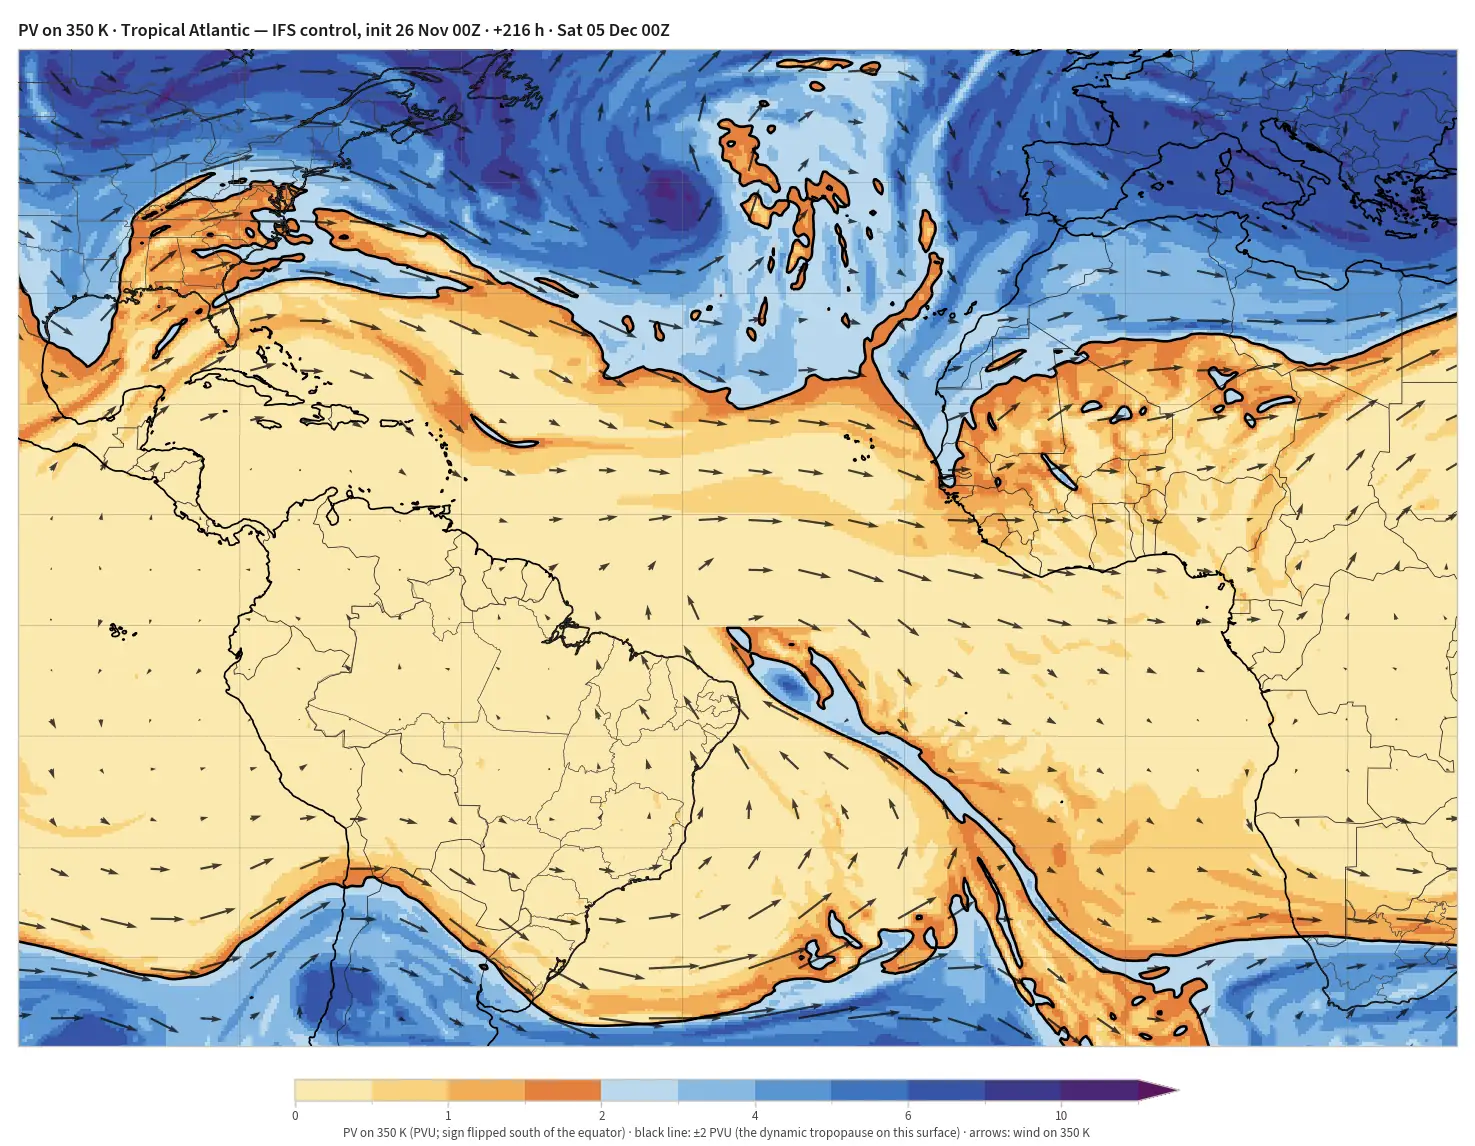 PV on 350 K · Tropical Atlantic — IFS control, init 26 Nov 00Z · +216 h · Sat 05 Dec 00Z
0 1 2 4 6 10
PV on 350 K (PVU; sign flipped south of the equator) · black line: ±2 PVU (the dynamic tropopause on this surface) · arrows: wind on 350 K